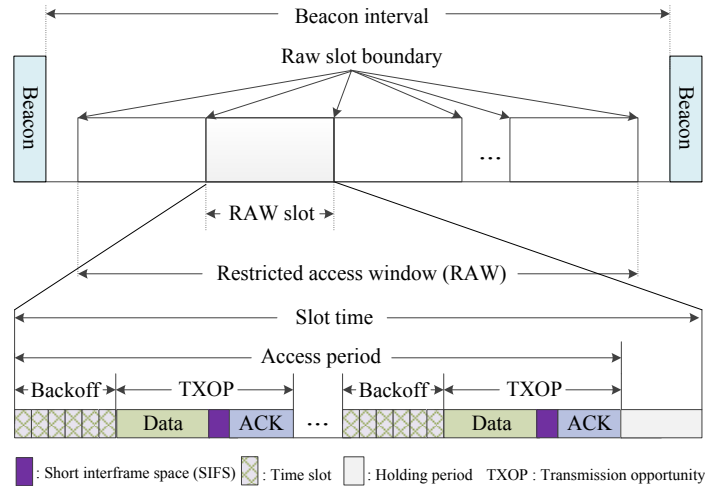 Beacon interval
Raw slot boundary
Beacon
Beacon
...
RAW slot
Restricted access window (RAW)
Slot time
Access period
Backoff
TXOP
Backoff
TXOP
Data
ACK
...
Data
ACK
: Short interframe space (SIFS)
: Time slot
: Holding period
TXOP : Transmission opportunity